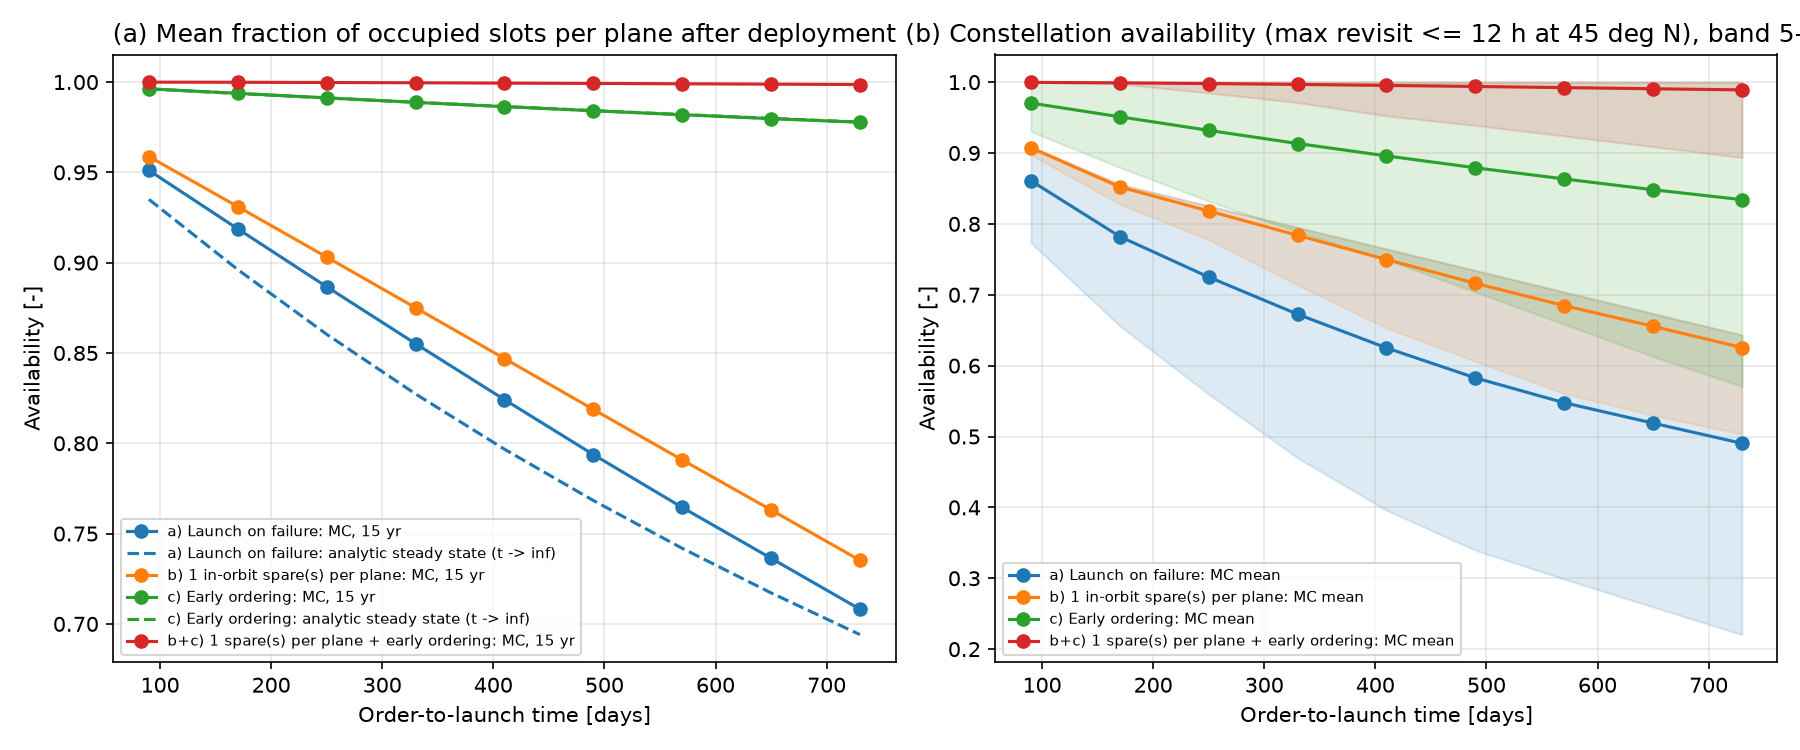 (a) Mean fraction of occupied slots per plane after deployment
1.00
0.95
0.90
0.85
0.80
0.75
0.70
Availability [-]
a) Launch on failure: MC, 15 yr
a) Launch on failure: analytic steady state (t -> inf)
b) 1 in-orbit spare(s) per plane: MC, 15 yr
c) Early ordering: MC, 15 yr
c) Early ordering: analytic steady state (t -> inf)
b+c) 1 spare(s) per plane + early ordering: MC, 15 yr
100 200 300 400 500 600 700
Order-to-launch time [days]
(b) Constellation availability (max revisit <= 12 h at 45 deg N), band 5-
1.0
0.9
0.8
0.7
0.6
0.5
0.4
0.3
0.2
Availability [-]
a) Launch on failure: MC mean
b) 1 in-orbit spare(s) per plane: MC mean
c) Early ordering: MC mean
b+c) 1 spare(s) per plane + early ordering: MC mean
100 200 300 400 500 600 700
Order-to-launch time [days]